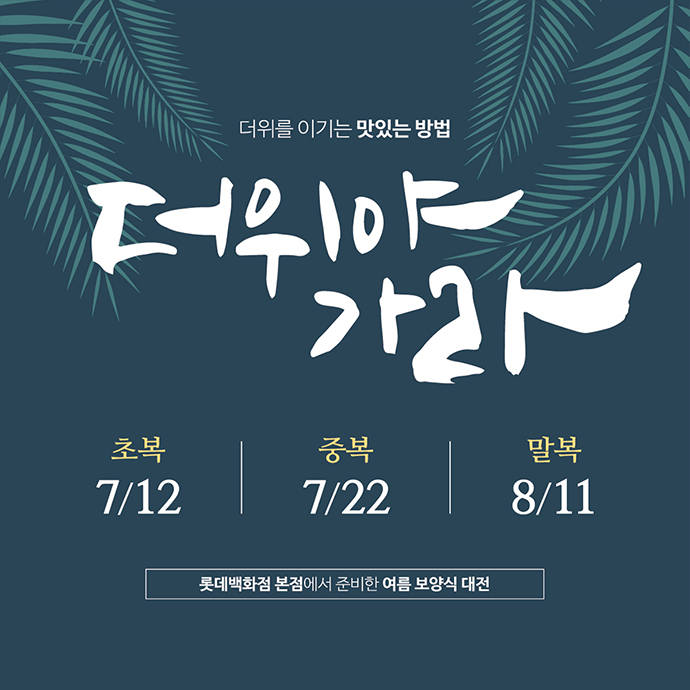 더위를 이기는 맛있는 방법
더위야
가라
초복 중복 말복
7/12 7/22 8/11
롯데백화점 본점에서 준비한 여름 보양식 대전